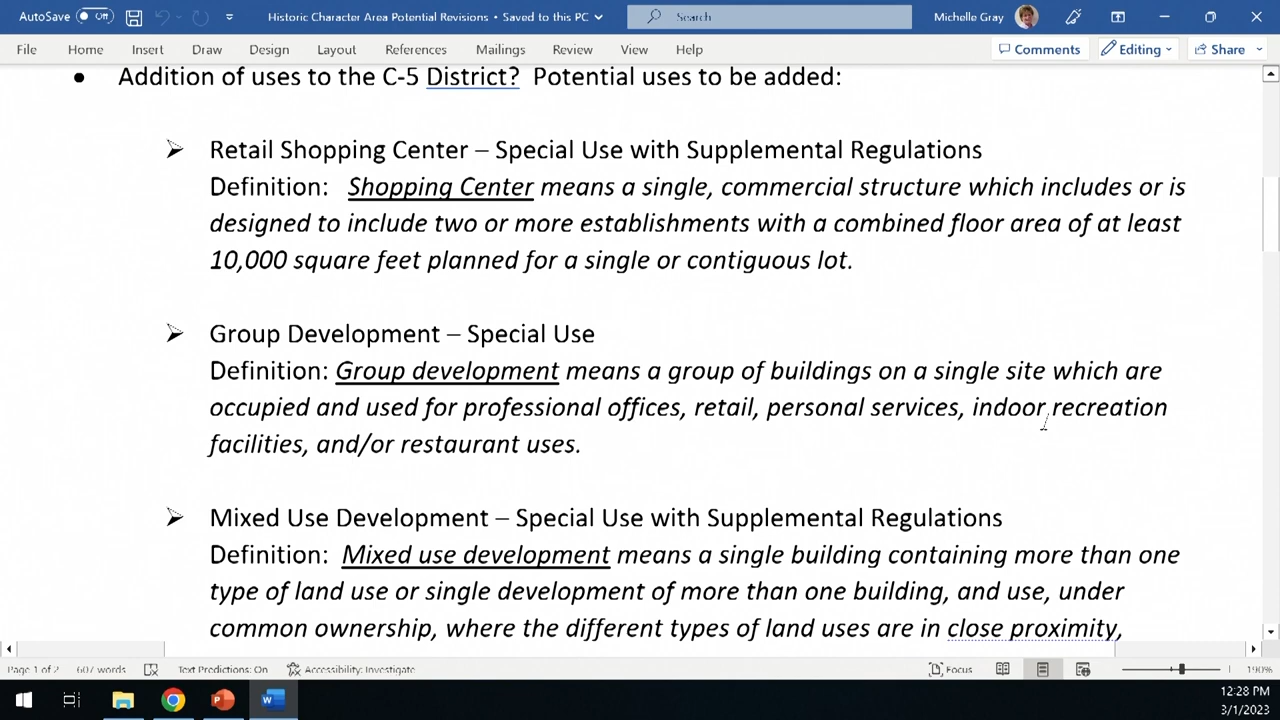 AutoSave Off Historic Character Area Potential Revisions • Saved to this PC Search Michelle Gray
File Home Insert Draw Design Layout References Mailings Review View Help Comments Editing Share
• Addition of uses to the C-5 District? Potential uses to be added:
➢ Retail Shopping Center – Special Use with Supplemental Regulations
Definition: Shopping Center means a single, commercial structure which includes or is
designed to include two or more establishments with a combined floor area of at least
10,000 square feet planned for a single or contiguous lot.
➢ Group Development – Special Use
Definition: Group development means a group of buildings on a single site which are
occupied and used for professional offices, retail, personal services, indoor recreation
facilities, and/or restaurant uses.
➢ Mixed Use Development – Special Use with Supplemental Regulations
Definition: Mixed use development means a single building containing more than one
type of land use or single development of more than one building, and use, under
common ownership, where the different types of land uses are in close proximity,
Page 1 of 2 607 words Text Predictions: On Accessibility: Investigate Focus 190%
12:28 PM
3/1/2023